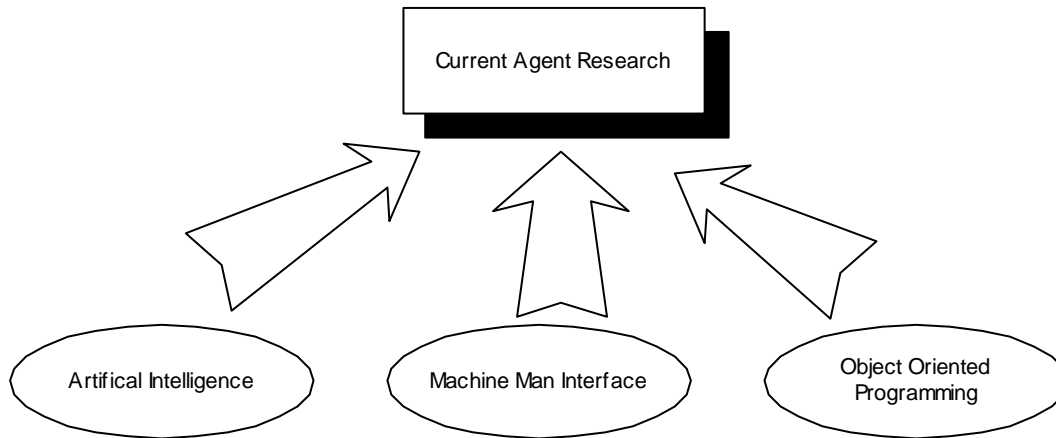 Current Agent Research
Artifical Intelligence
Machine Man Interface
Object Oriented
Programming